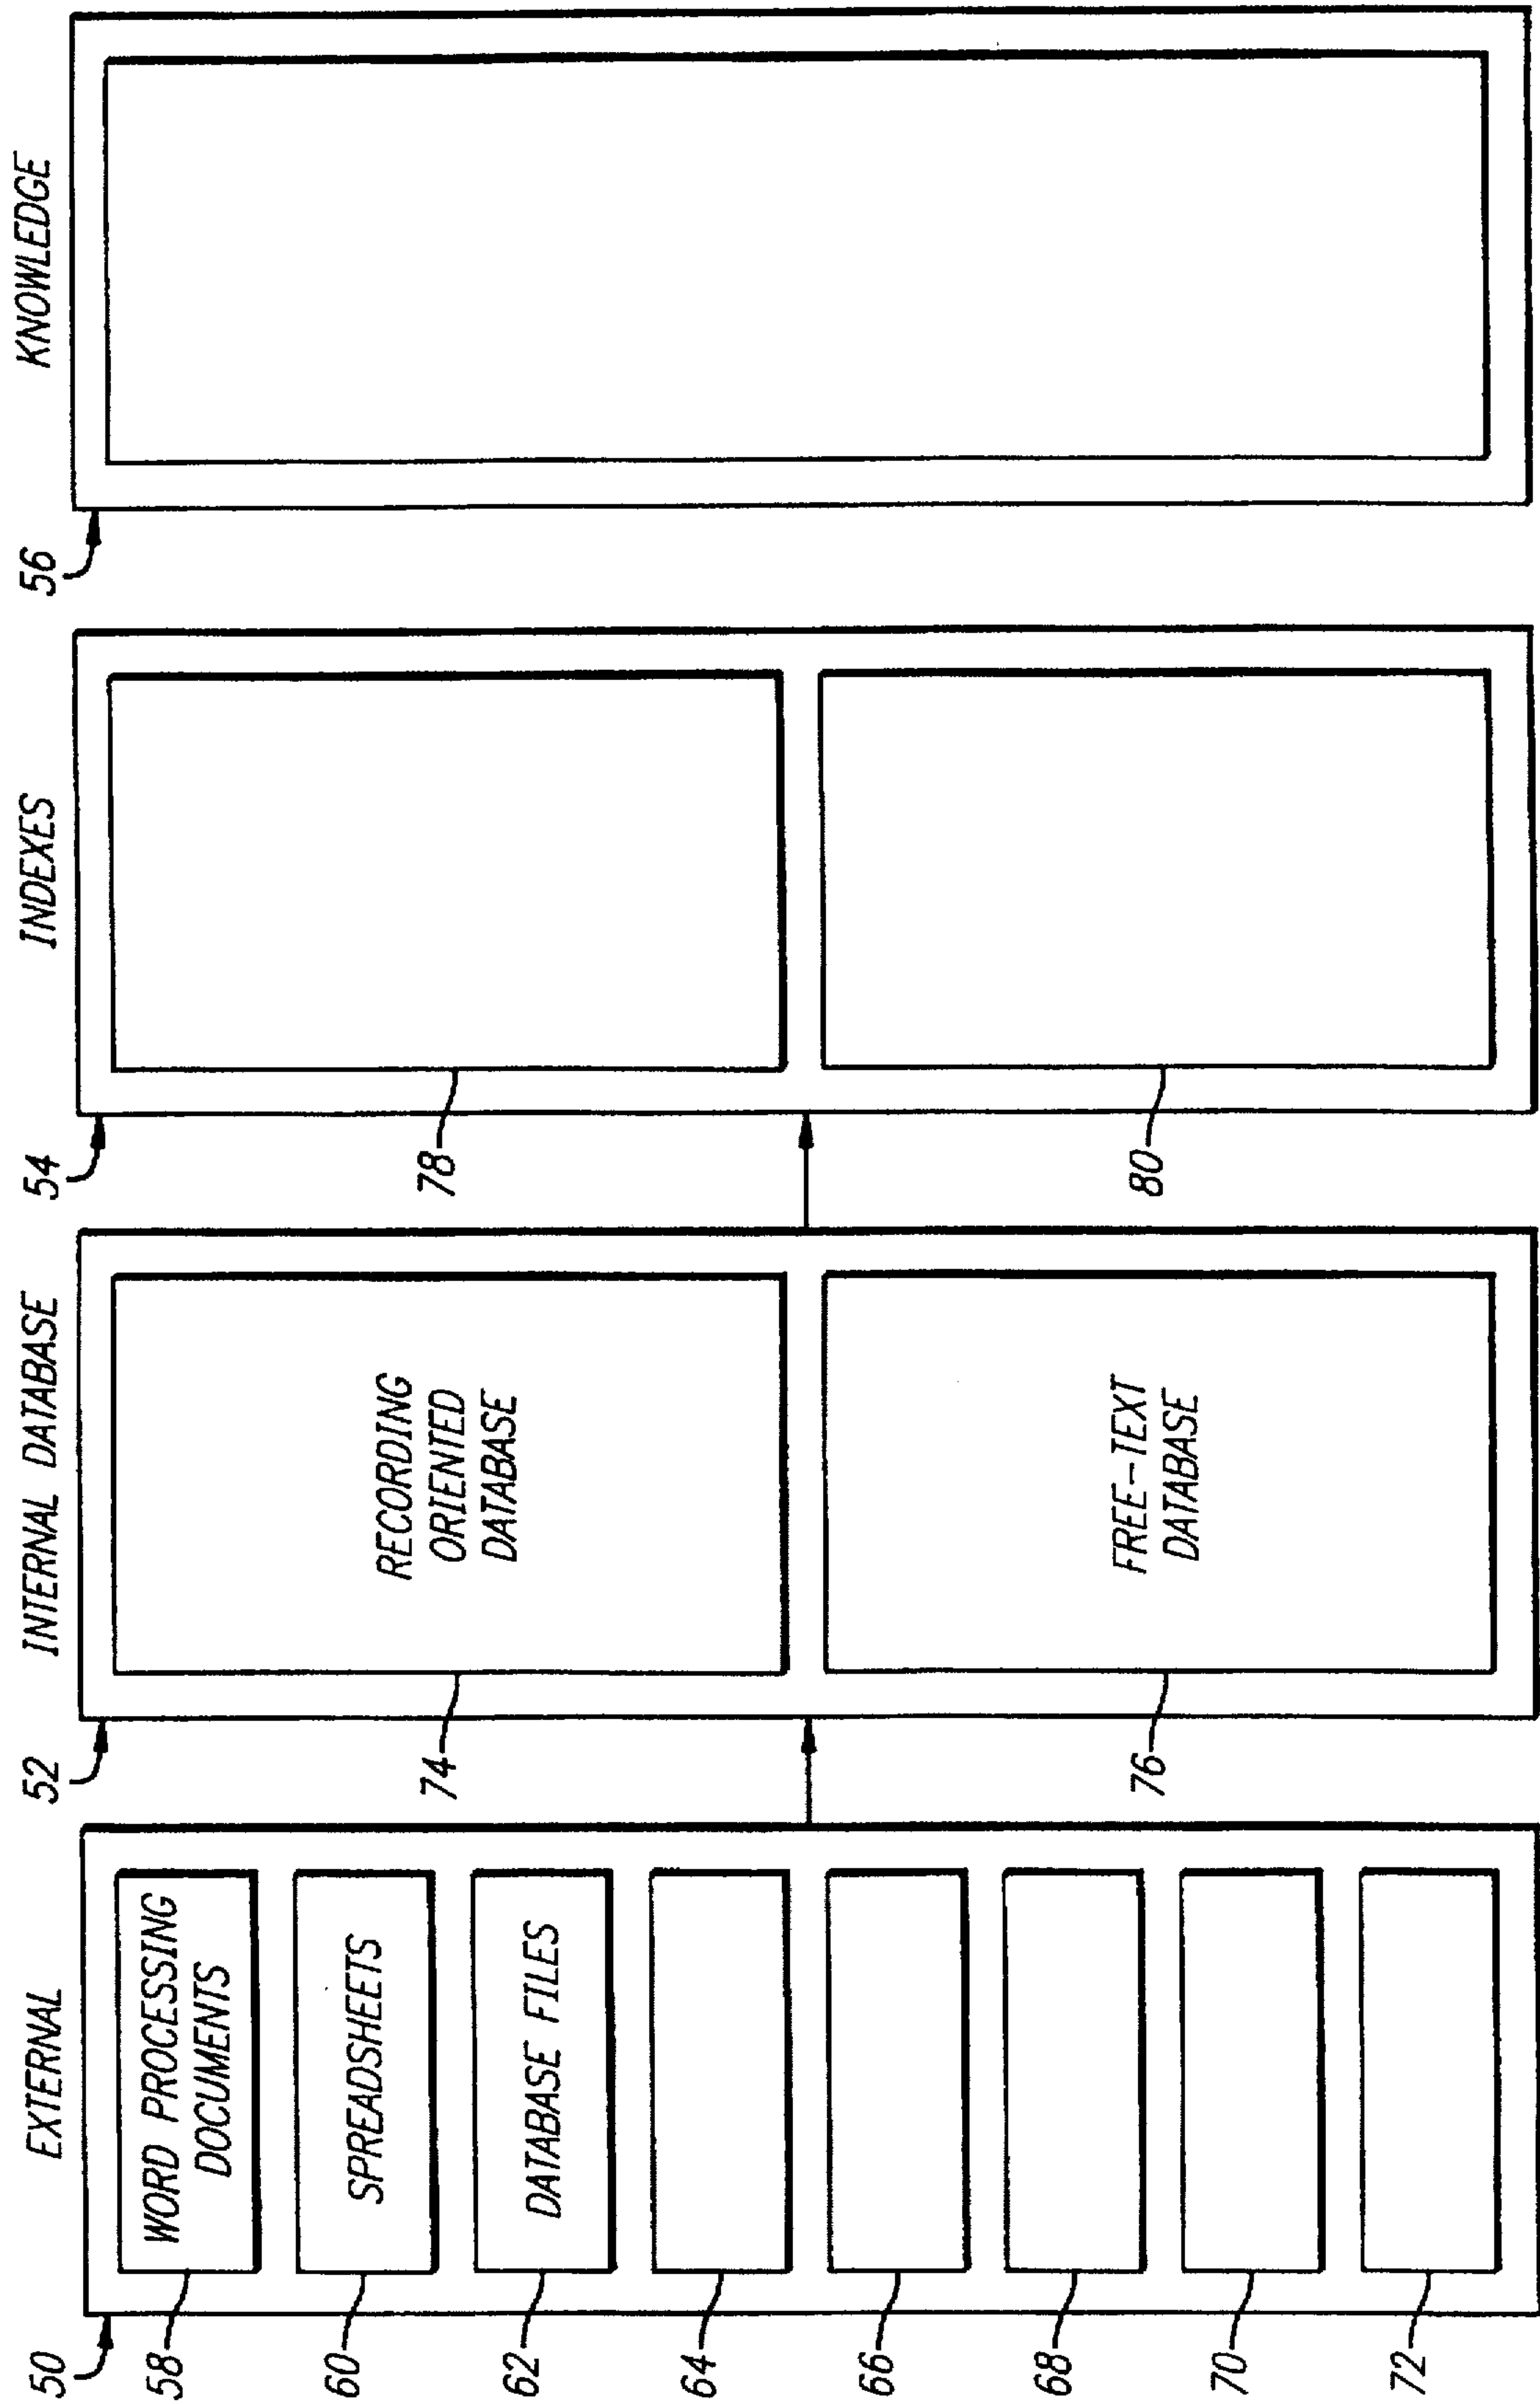 EXTERNAL
50
WORD PROCESSING
DOCUMENTS
58
SPREADSHEETS
60
DATABASE FILES
62
64
66
68
70
72
INTERNAL DATABASE
52
RECORDING
ORIENTED
DATABASE
74
FREE-TEXT
DATABASE
76
INDEXES
54
78
80
KNOWLEDGE
56